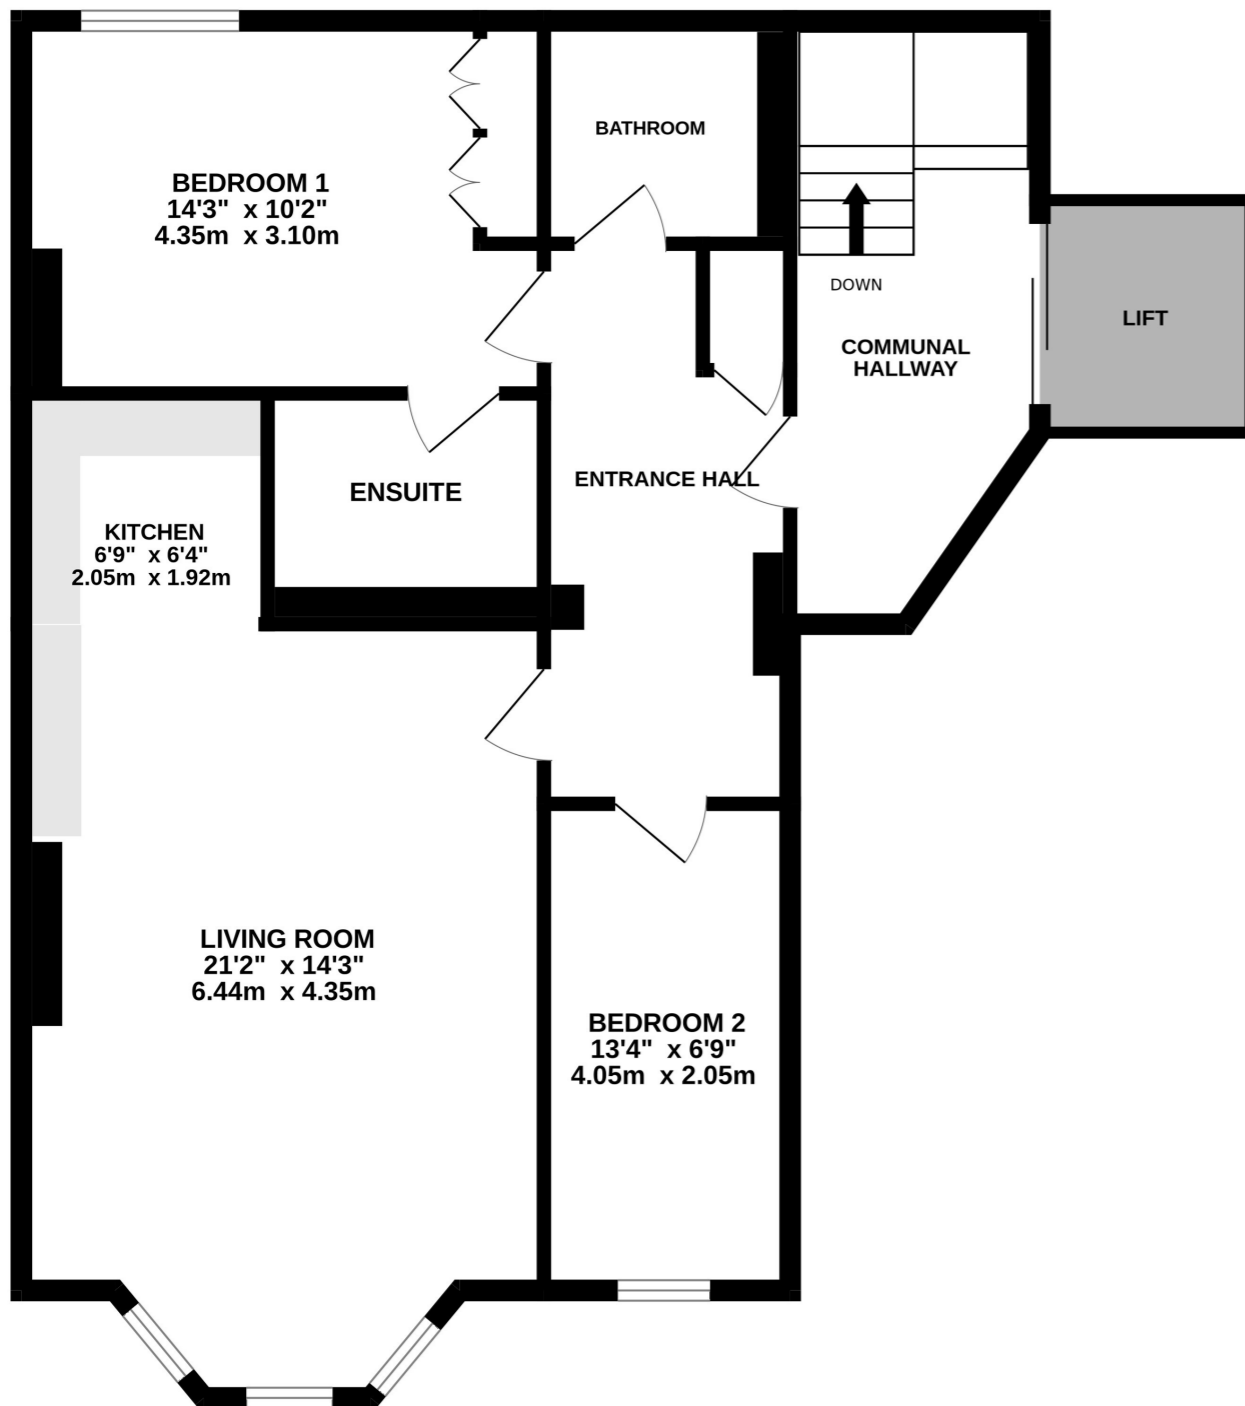 BATHROOM
BEDROOM 1
14'3" x 10'2"
4.35m x 3.10m
DOWN
LIFT
COMMUNAL
HALLWAY
ENTRANCE HALL
ENSUITE
KITCHEN
6'9" x 6'4"
2.05m x 1.92m
LIVING ROOM
21'2" x 14'3"
6.44m x 4.35m
BEDROOM 2
13'4" x 6'9"
4.05m x 2.05m